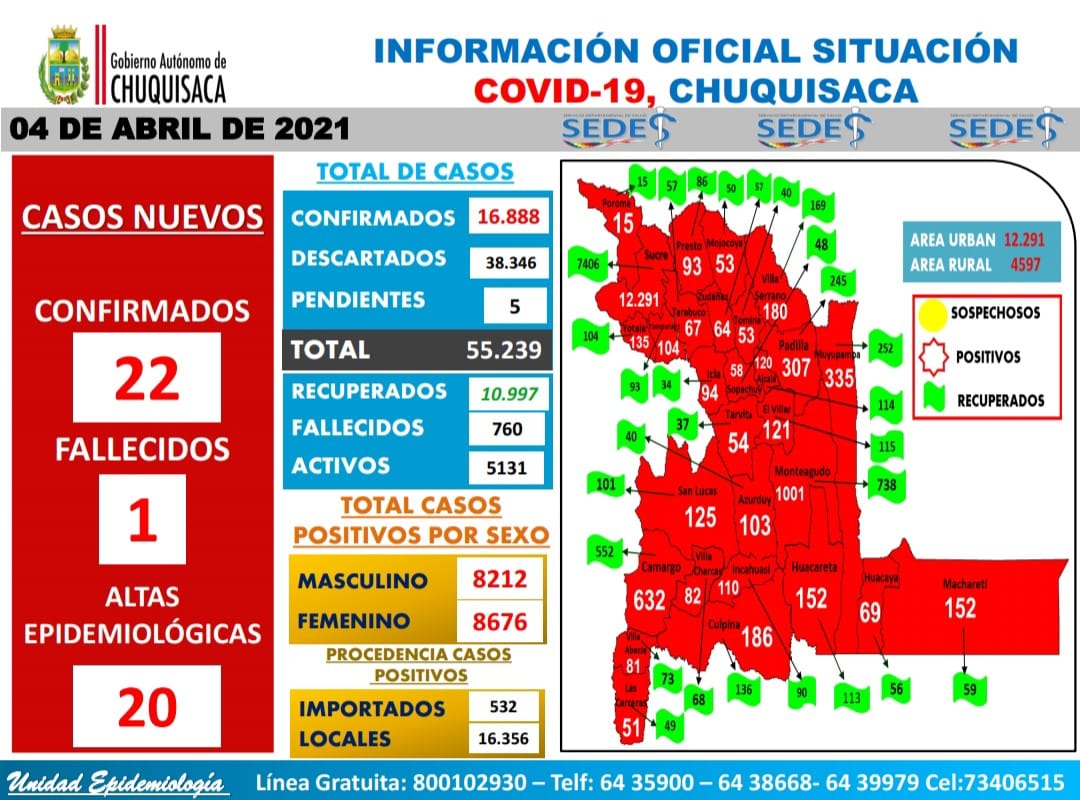 Gobierno Autónomo de
CHUQUISACA
INFORMACIÓN OFICIAL SITUACIÓN
COVID-19, CHUQUISACA
04 DE ABRIL DE 2021
SEDES
SEDES
SEDES
CASOS NUEVOS
CONFIRMADOS
22
FALLECIDOS
1
ALTAS
EPIDEMIOLÓGICAS
20
TOTAL DE CASOS
CONFIRMADOS 16.888
DESCARTADOS 38.346
PENDIENTES 5
TOTAL 55.239
RECUPERADOS 10.997
FALLECIDOS 760
ACTIVOS 5131
TOTAL CASOS
POSITIVOS POR SEXO
MASCULINO 8212
FEMENINO 8676
PROCEDENCIA CASOS
POSITIVOS
IMPORTADOS 532
LOCALES 16.356
15
57
86
50
57
40
169
48
245
7406
104
93
34
37
40
101
552
252
114
115
738
73
68
49
136
90
113
56
59
Poroma
15
Sucre
12.291
Presto
93
Mojocoya
53
Zudañez
64
Villa
Serrano
180
Tarabuco
67
Tomina
53
Yotala
135
104
Icla
94
58
Sopachuy
120
Alcalá
Padilla
307
Muyupampa
335
Tarvita
54
El Villar
121
Monteagudo
1001
San Lucas
125
Azurduy
103
Camargo
632
Villa
Charcas
82
Incahuasi
110
Huacareta
152
Huacaya
69
Machareti
152
Culpina
186
Villa
Abecia
81
Las
Carreras
51
AREA URBAN 12.291
AREA RURAL 4597
SOSPECHOSOS
POSITIVOS
RECUPERADOS
Unidad Epidemiología
Línea Gratuita: 800102930 – Telf: 64 35900 – 64 38668- 64 39979 Cel:73406515